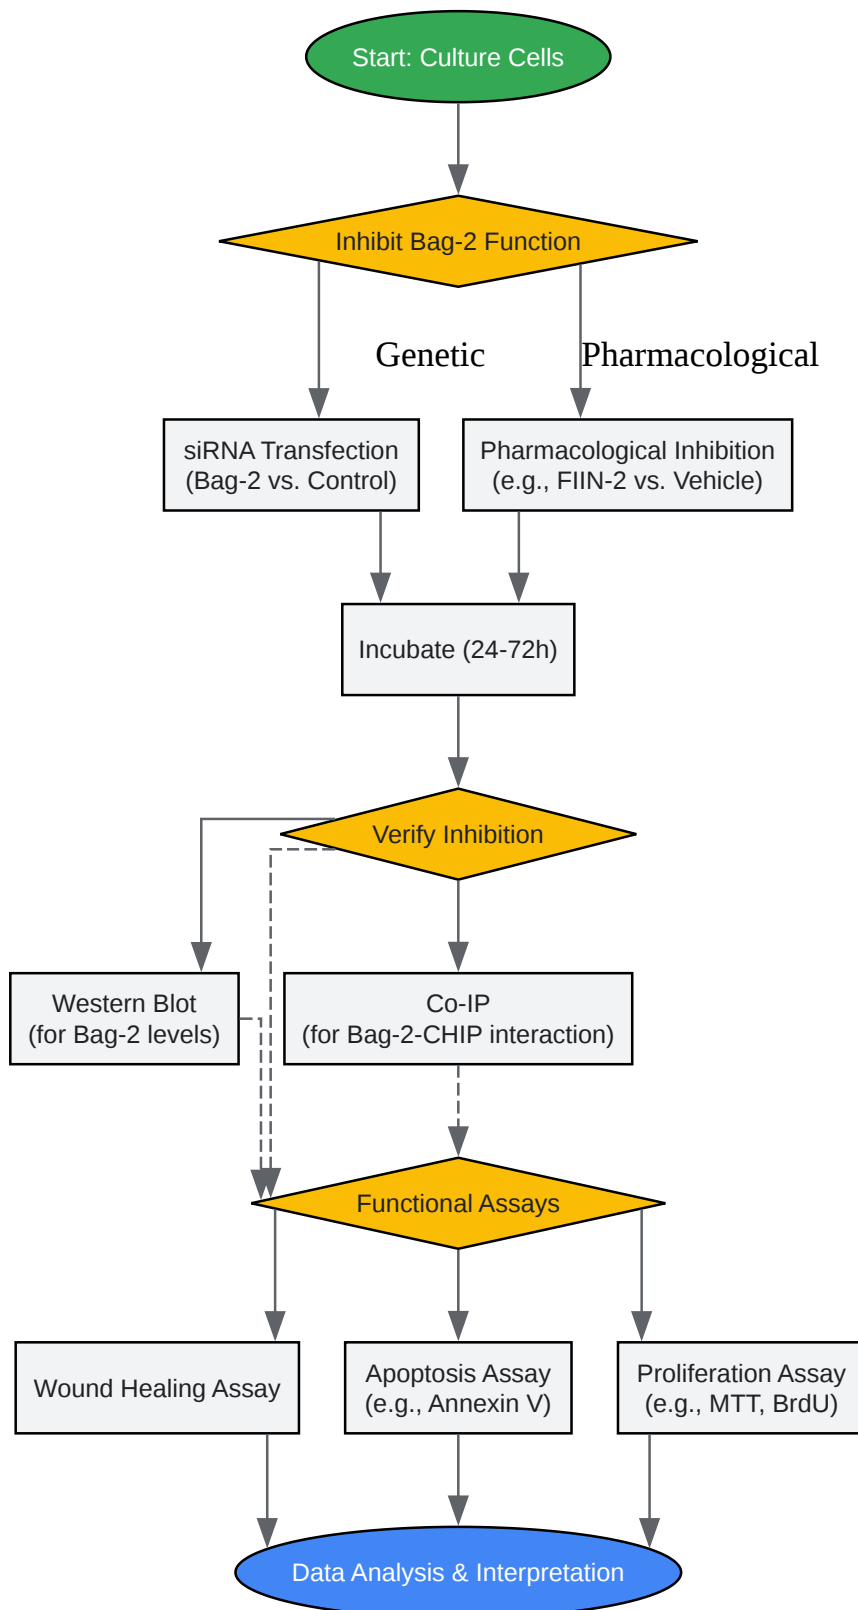 Start: Culture Cells
Inhibit Bag-2 Function
Genetic
Pharmacological
siRNA Transfection
(Bag-2 vs. Control)
Pharmacological Inhibition
(e.g., FIIN-2 vs. Vehicle)
Incubate (24-72h)
Verify Inhibition
Western Blot
(for Bag-2 levels)
Co-IP
(for Bag-2-CHIP interaction)
Functional Assays
Wound Healing Assay
Apoptosis Assay
(e.g., Annexin V)
Proliferation Assay
(e.g., MTT, BrdU)
Data Analysis & Interpretation